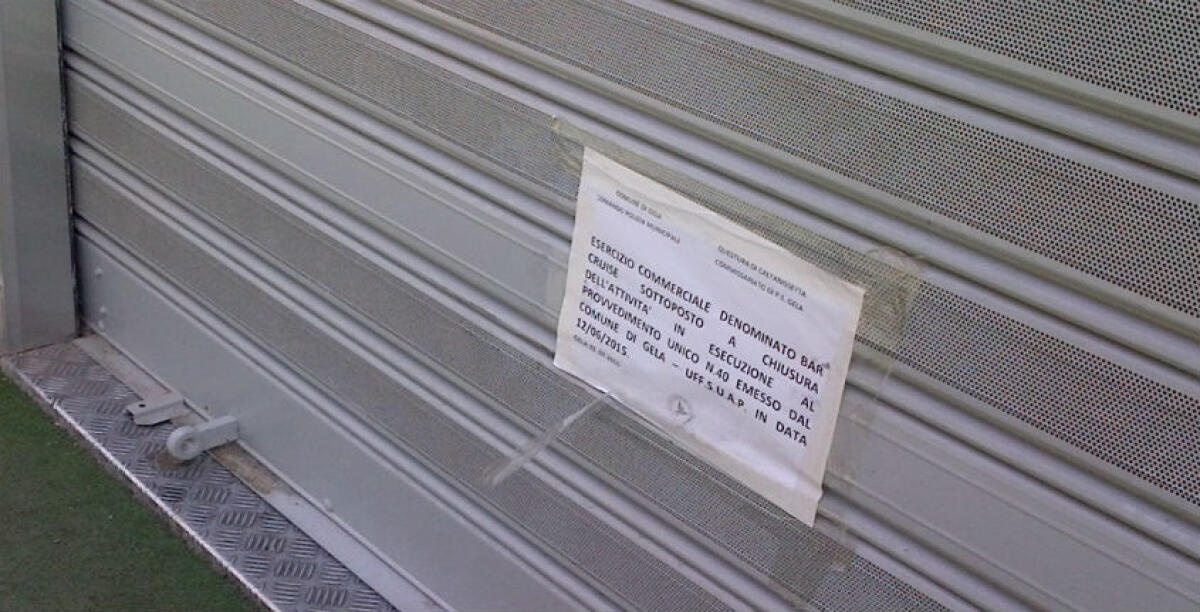 COMUNE DI GELA
COMANDO POLIZIA MUNICIPALE
QUESTURA DI CALTANISSETTA
COMMISSARIATO DI P.S. GELA
ESERCIZIO COMMERCIALE DENOMINATO BAR
CRUISE SOTTOPOSTO A CHIUSURA
DELL'ATTIVITA' IN ESECUZIONE AL
PROVVEDIMENTO UNICO N.40 EMESSO DAL
COMUNE DI GELA – UFF.S.U.A.P. IN DATA
12/06/2015.
GELA